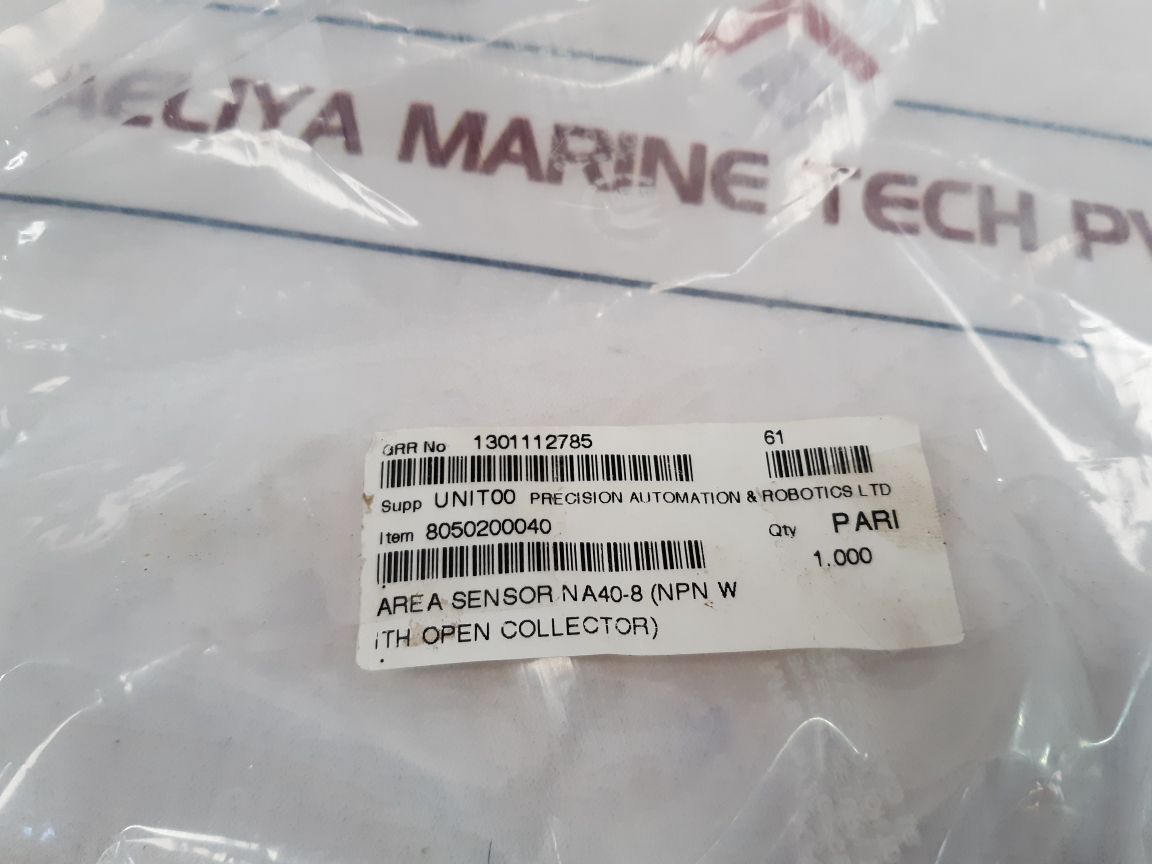 AELIYA MARINE TECH PV
GRR No 1301112785 61
Supp UNIT00 PRECISION AUTOMATION & ROBOTICS LTD
Item 8050200040 Qty PARI
1.000
AREA SENSOR NA40-8 (NPN W
ITH OPEN COLLECTOR)